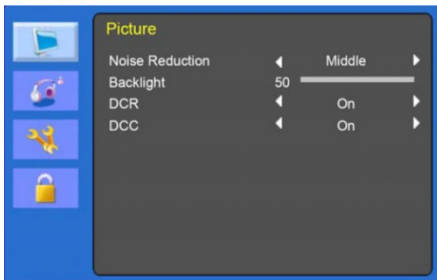 Picture
Noise Reduction Middle
Backlight 50
DCR On
DCC On